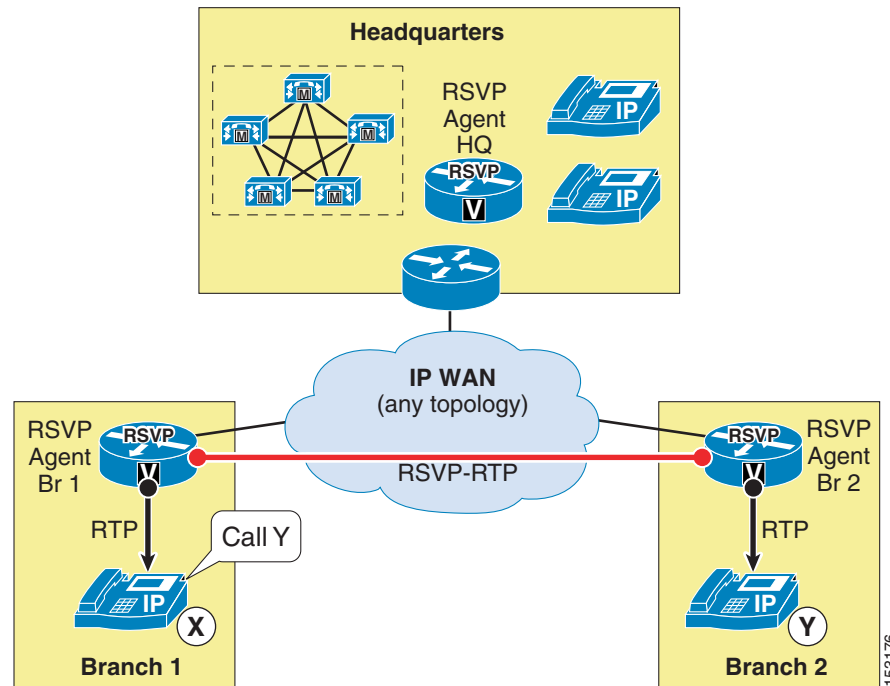 Headquarters
M
M
M
M
M
RSVP
Agent
HQ
RSVP
V
IP
IP
IP WAN
(any topology)
RSVP
Agent
Br 1
RSVP
V
RSVP-RTP
RSVP
V
RSVP
Agent
Br 2
RTP
Call Y
RTP
IP
X
IP
Y
Branch 1
Branch 2
153176